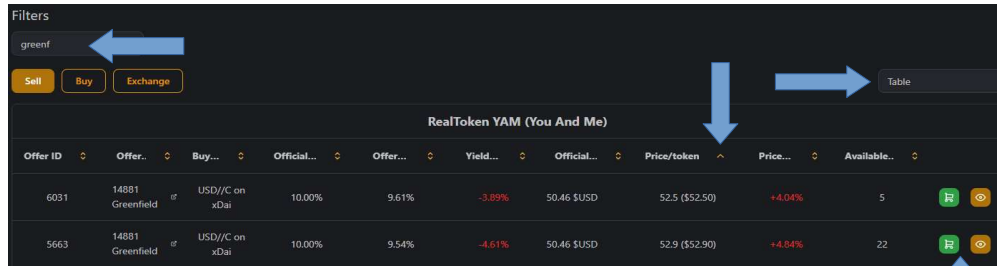 Filters
greenf
Sell Buy Exchange Table
RealToken YAM (You And Me)
Offer ID Offer.. Buy... Official... Offer... Yield... Official... Price/token Price... Available..
6031 14881 Greenfield USD//C on xDai 10.00% 9.61% -3.89% 50.46 $USD 52.5 ($52.50) +4.04% 5
5663 14881 Greenfield USD//C on xDai 10.00% 9.54% -4.61% 50.46 $USD 52.9 ($52.90) +4.84% 22